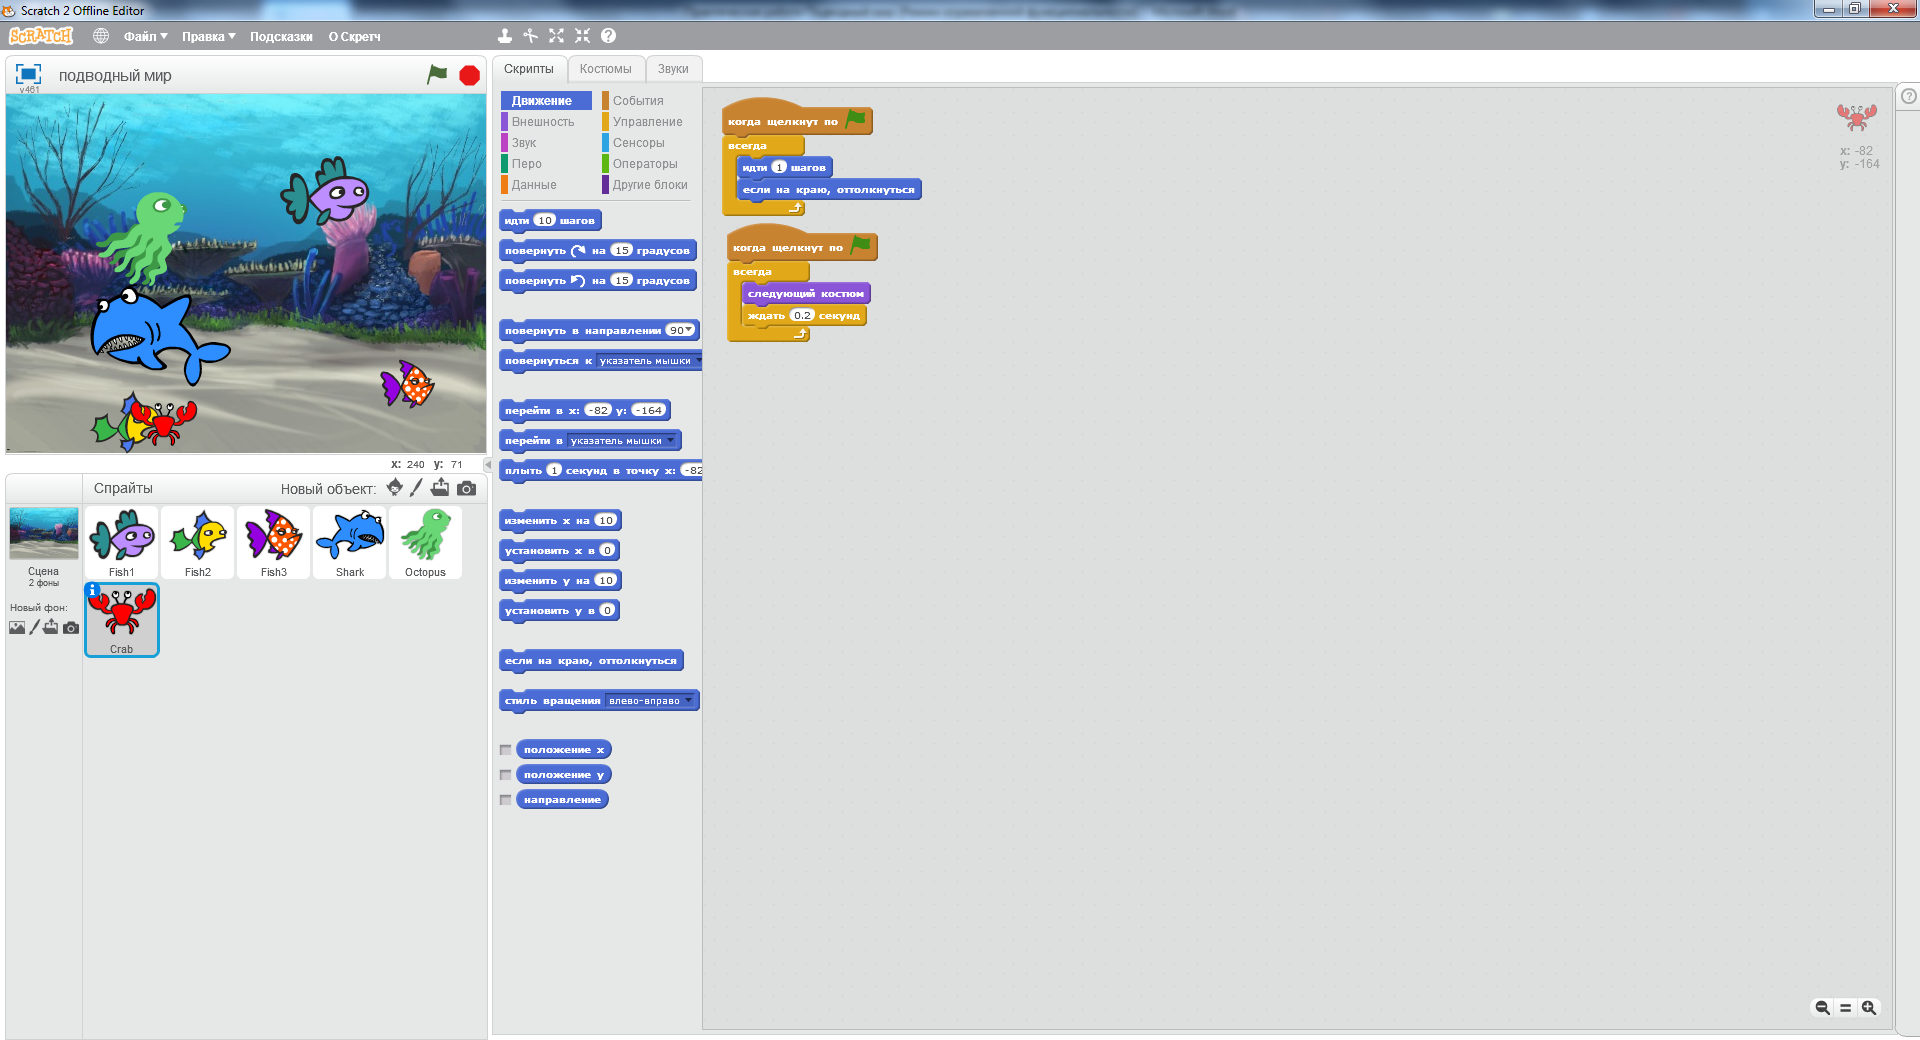 Scratch 2 Offline Editor
SCRATCH Файл Правка Подсказки О Скретч
подводный мир
v461
x: 240 y: 71
Спрайты Новый объект:
Fish1 Fish2 Fish3 Shark Octopus
Crab
Сцена
2 фоны
Новый фон:
Скрипты Костюмы Звуки
Движение События
Внешность Управление
Звук Сенсоры
Перо Операторы
Данные Другие блоки
идти 10 шагов
повернуть на 15 градусов
повернуть на 15 градусов
повернуть в направлении 90
повернуться к указатель мышки
перейти в x: -82 y: -164
перейти в указатель мышки
плыть 1 секунд в точку x: -82
изменить x на 10
установить x в 0
изменить y на 10
установить y в 0
если на краю, оттолкнуться
стиль вращения влево-вправо
положение x
положение y
направление
когда щелкнут по
всегда
идти 1 шагов
если на краю, оттолкнуться
когда щелкнут по
всегда
следующий костюм
ждать 0.2 секунд
x: -82
y: -164